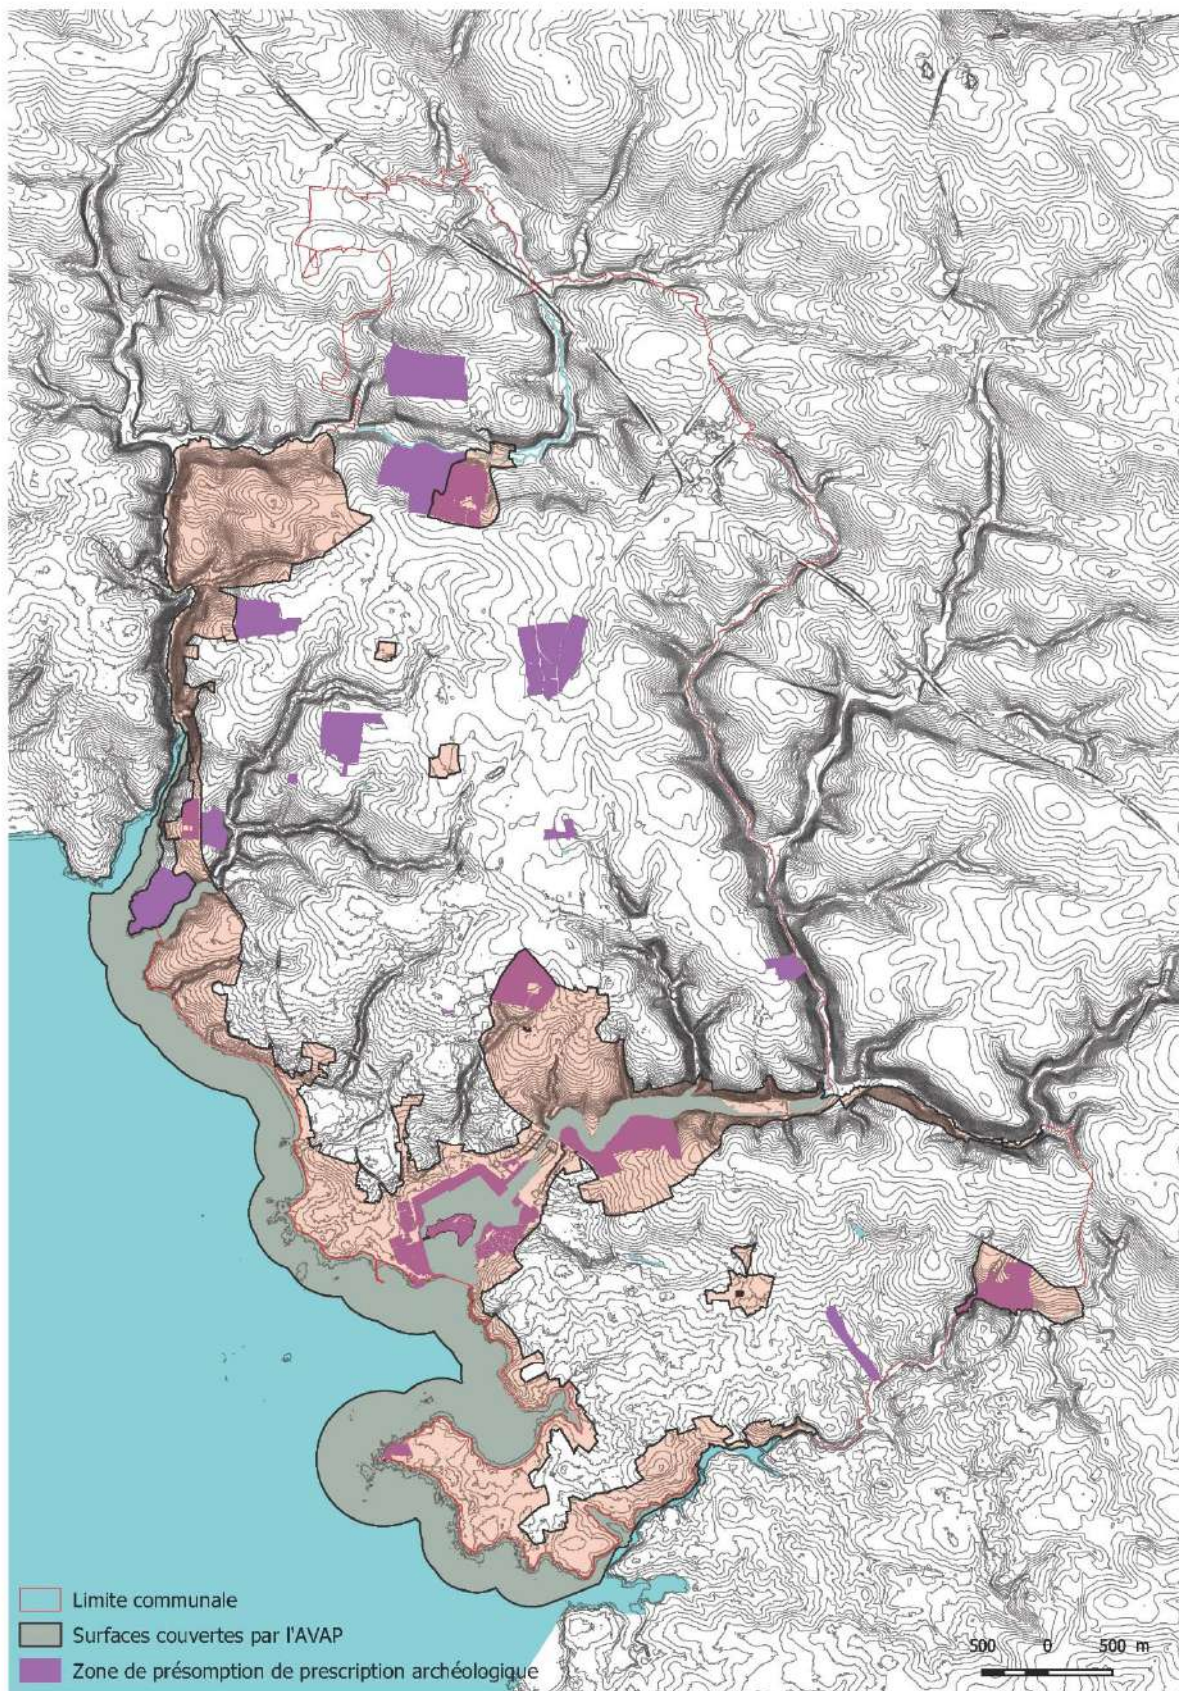 Limite communale
Surfaces couvertes par l'AVAP
Zone de présomption de prescription archéologique
500 0 500 m